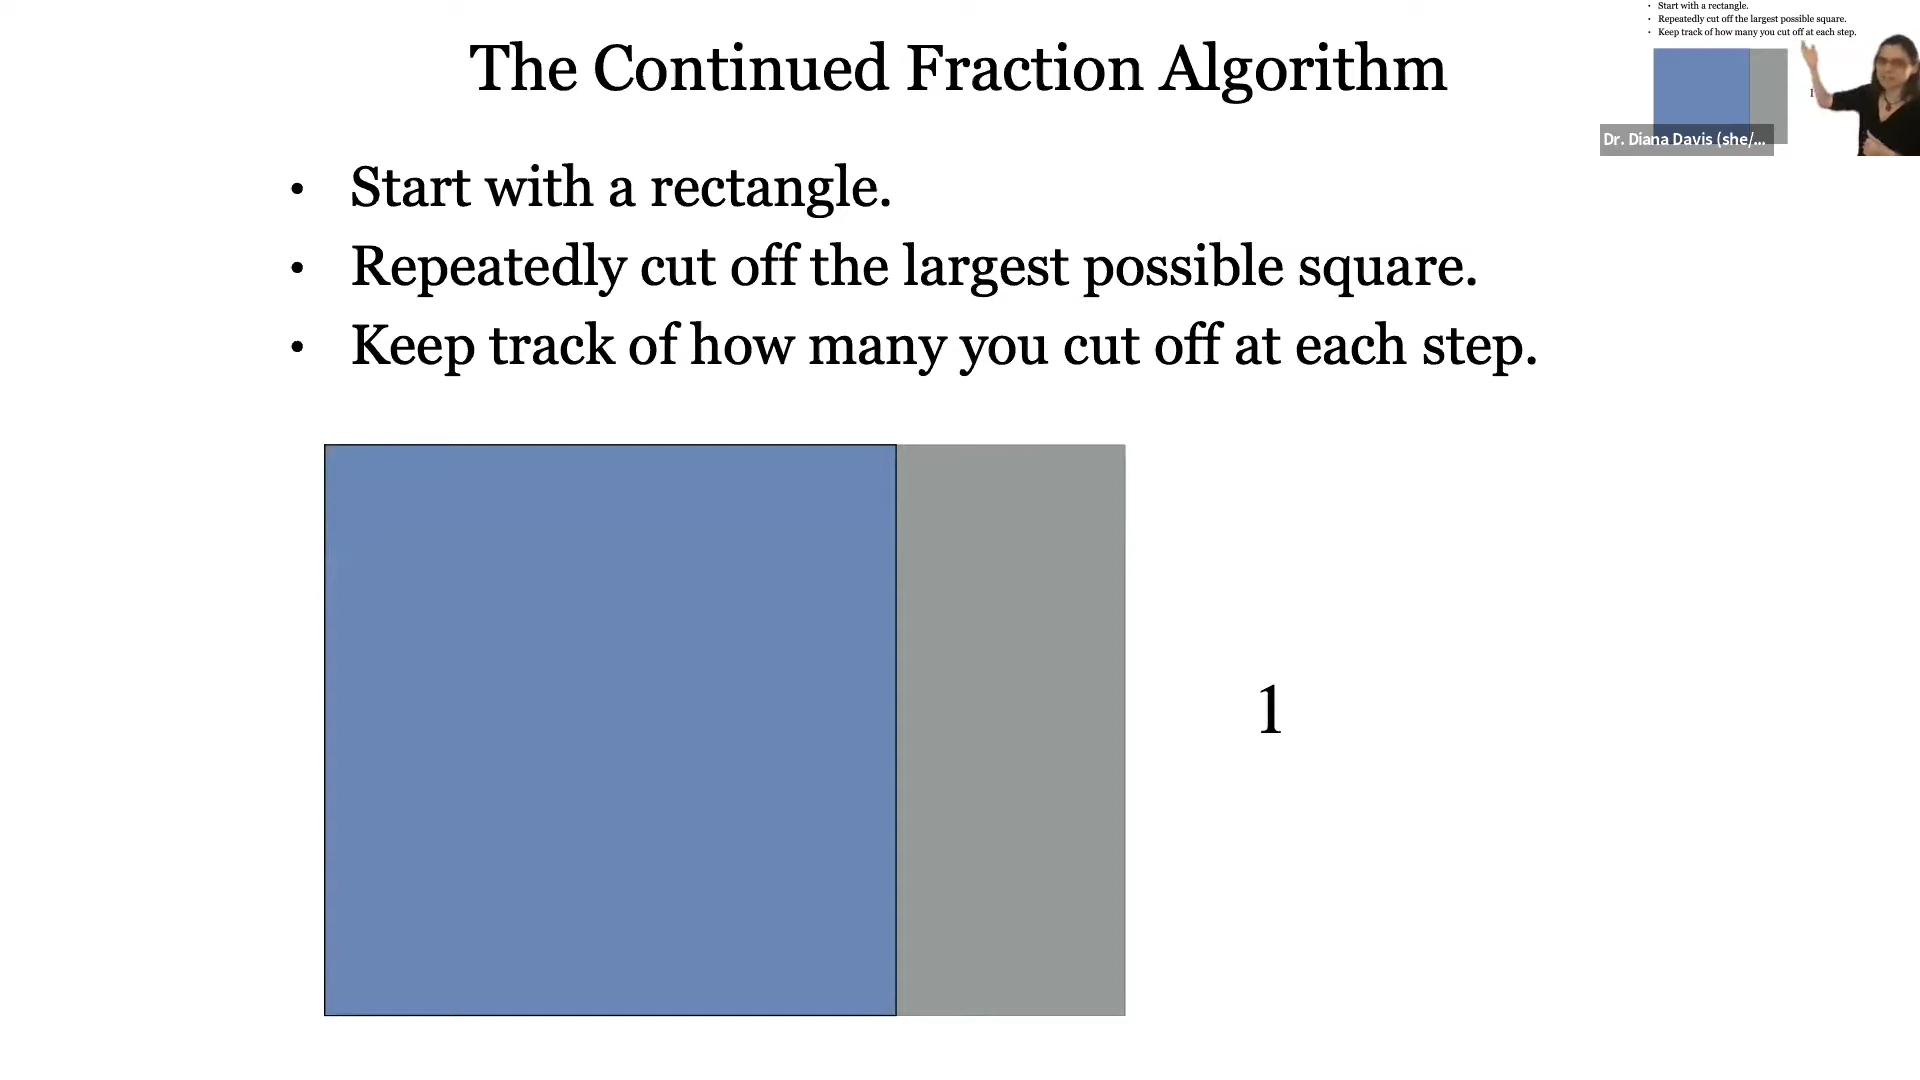 The Continued Fraction Algorithm
• Start with a rectangle.
• Repeatedly cut off the largest possible square.
• Keep track of how many you cut off at each step.
1
• Start with a rectangle.
• Repeatedly cut off the largest possible square.
• Keep track of how many you cut off at each step.
1
Dr. Diana Davis (she/...